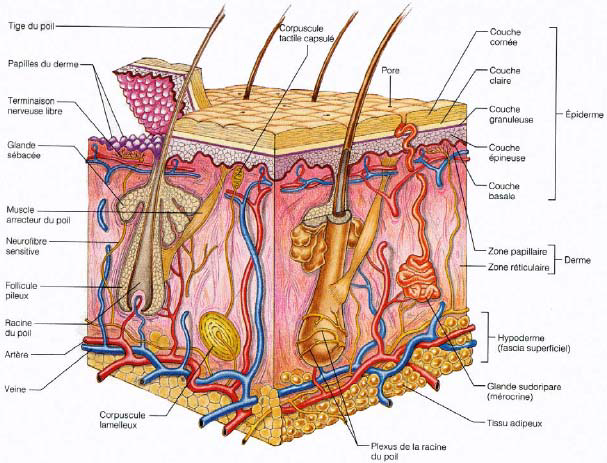 Tige du poil
Papilles du derme
Terminaison
nerveuse libre
Glande
sébacée
Muscle
arrecteur du poil
Neurofibre
sensitive
Follicule
pileux
Racine
du poil
Artère
Veine
Corpuscule
lamelleux
Corpuscule
tactile capsulé
Pore
Couche
cornée
Couche
claire
Couche
granuleuse
Couche
épineuse
Couche
basale
Épiderme
Zone papillaire
Zone réticulaire
Derme
Hypoderme
(fascia superficiel)
Glande sudoripare
(mérocrine)
Tissu adipeux
Plexus de la racine
du poil